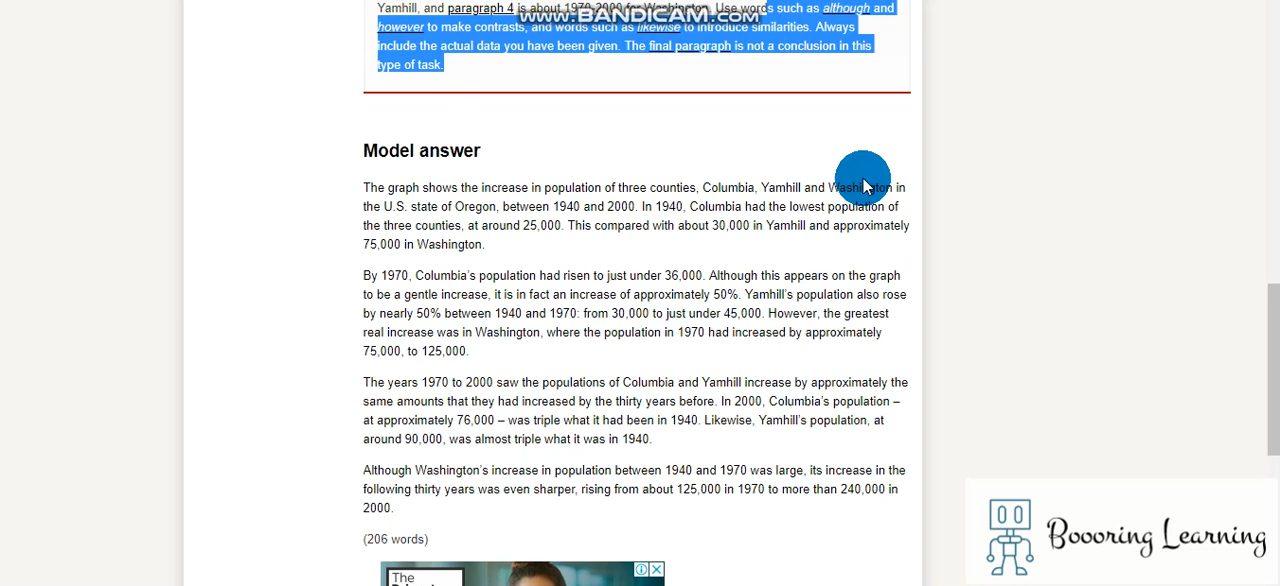 Yamhill, and paragraph 4 is about 1970-2000 for Washington. Use words such as although and
www.BANDICAM.com
however to make contrasts, and words such as likewise to introduce similarities. Always
include the actual data you have been given. The final paragraph is not a conclusion in this
type of task.
Model answer
The graph shows the increase in population of three counties, Columbia, Yamhill and Washington in
the U.S. state of Oregon, between 1940 and 2000. In 1940, Columbia had the lowest population of
the three counties, at around 25,000. This compared with about 30,000 in Yamhill and approximately
75,000 in Washington.
By 1970, Columbia's population had risen to just under 36,000. Although this appears on the graph
to be a gentle increase, it is in fact an increase of approximately 50%. Yamhill's population also rose
by nearly 50% between 1940 and 1970: from 30,000 to just under 45,000. However, the greatest
real increase was in Washington, where the population in 1970 had increased by approximately
75,000, to 125,000.
The years 1970 to 2000 saw the populations of Columbia and Yamhill increase by approximately the
same amounts that they had increased by the thirty years before. In 2000, Columbia's population –
at approximately 76,000 – was triple what it had been in 1940. Likewise, Yamhill's population, at
around 90,000, was almost triple what it was in 1940.
Although Washington's increase in population between 1940 and 1970 was large, its increase in the
following thirty years was even sharper, rising from about 125,000 in 1970 to more than 240,000 in
2000.
(206 words)
The
Boooring Learning